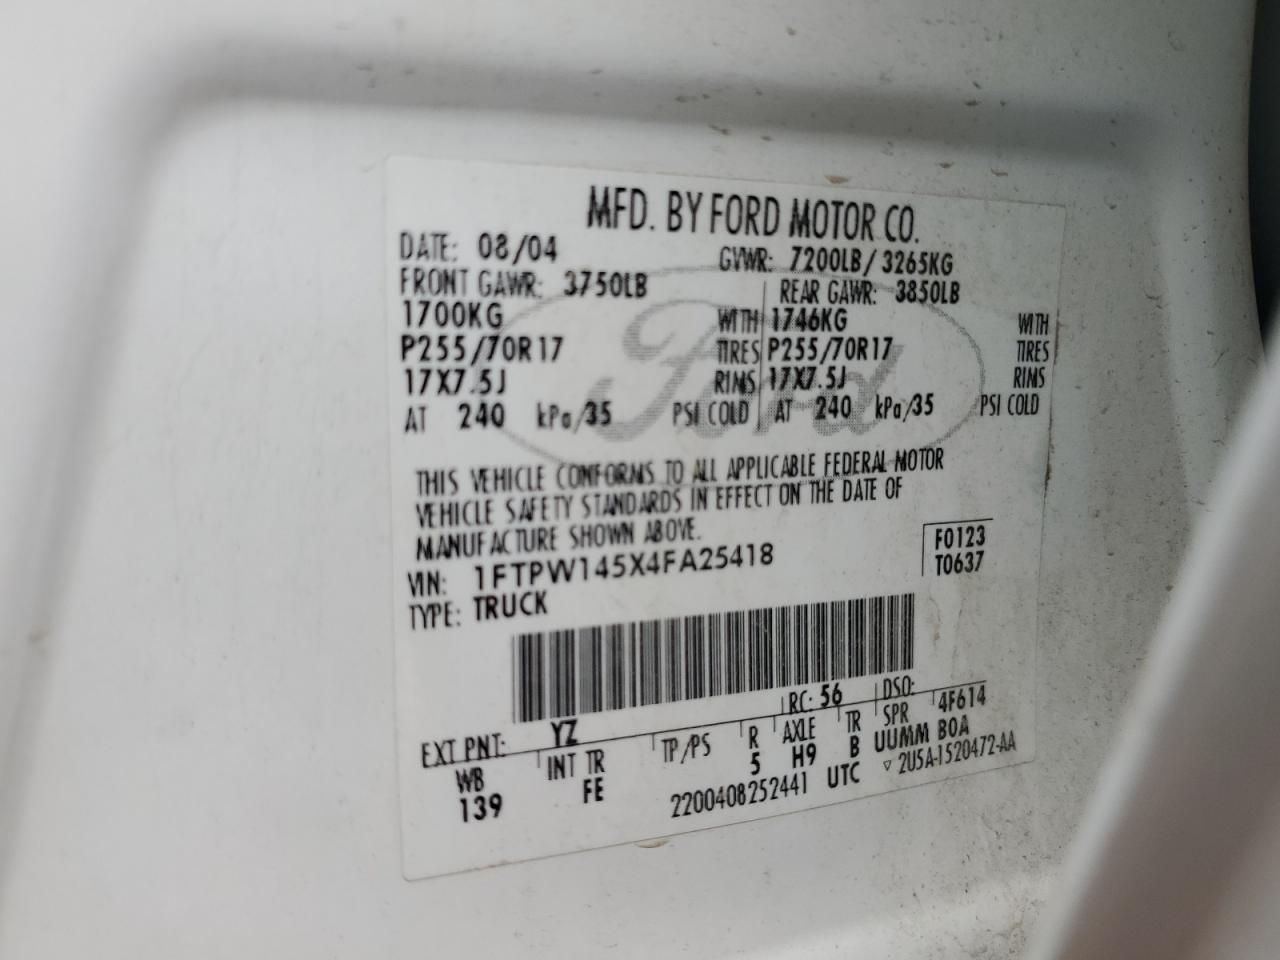 MFD. BY FORD MOTOR CO.
DATE: 08/04 GVWR: 7200LB/ 3265KG
FRONT GAWR: 3750LB REAR GAWR: 3850LB
1700KG WITH 1746KG WITH
P255/70R17 TIRES P255/70R17 TIRES
17X7.5J RIMS 17X7.5J RIMS
AT 240 kPa/35 PSI COLD AT 240 kPa/35 PSI COLD
Ford
THIS VEHICLE CONFORMS TO ALL APPLICABLE FEDERAL MOTOR
VEHICLE SAFETY STANDARDS IN EFFECT ON THE DATE OF
MANUFACTURE SHOWN ABOVE.
VIN: 1FTPW145X4FA25418 F0123
TYPE: TRUCK T0637
EXT PNT: YZ RC: 56 DSO:
WB INT TR TP/PS R AXLE TR SPR 4F614
139 FE 5 H9 B UUMM BOA
2200408252441 UTC ▽ 2U5A-1520472-AA